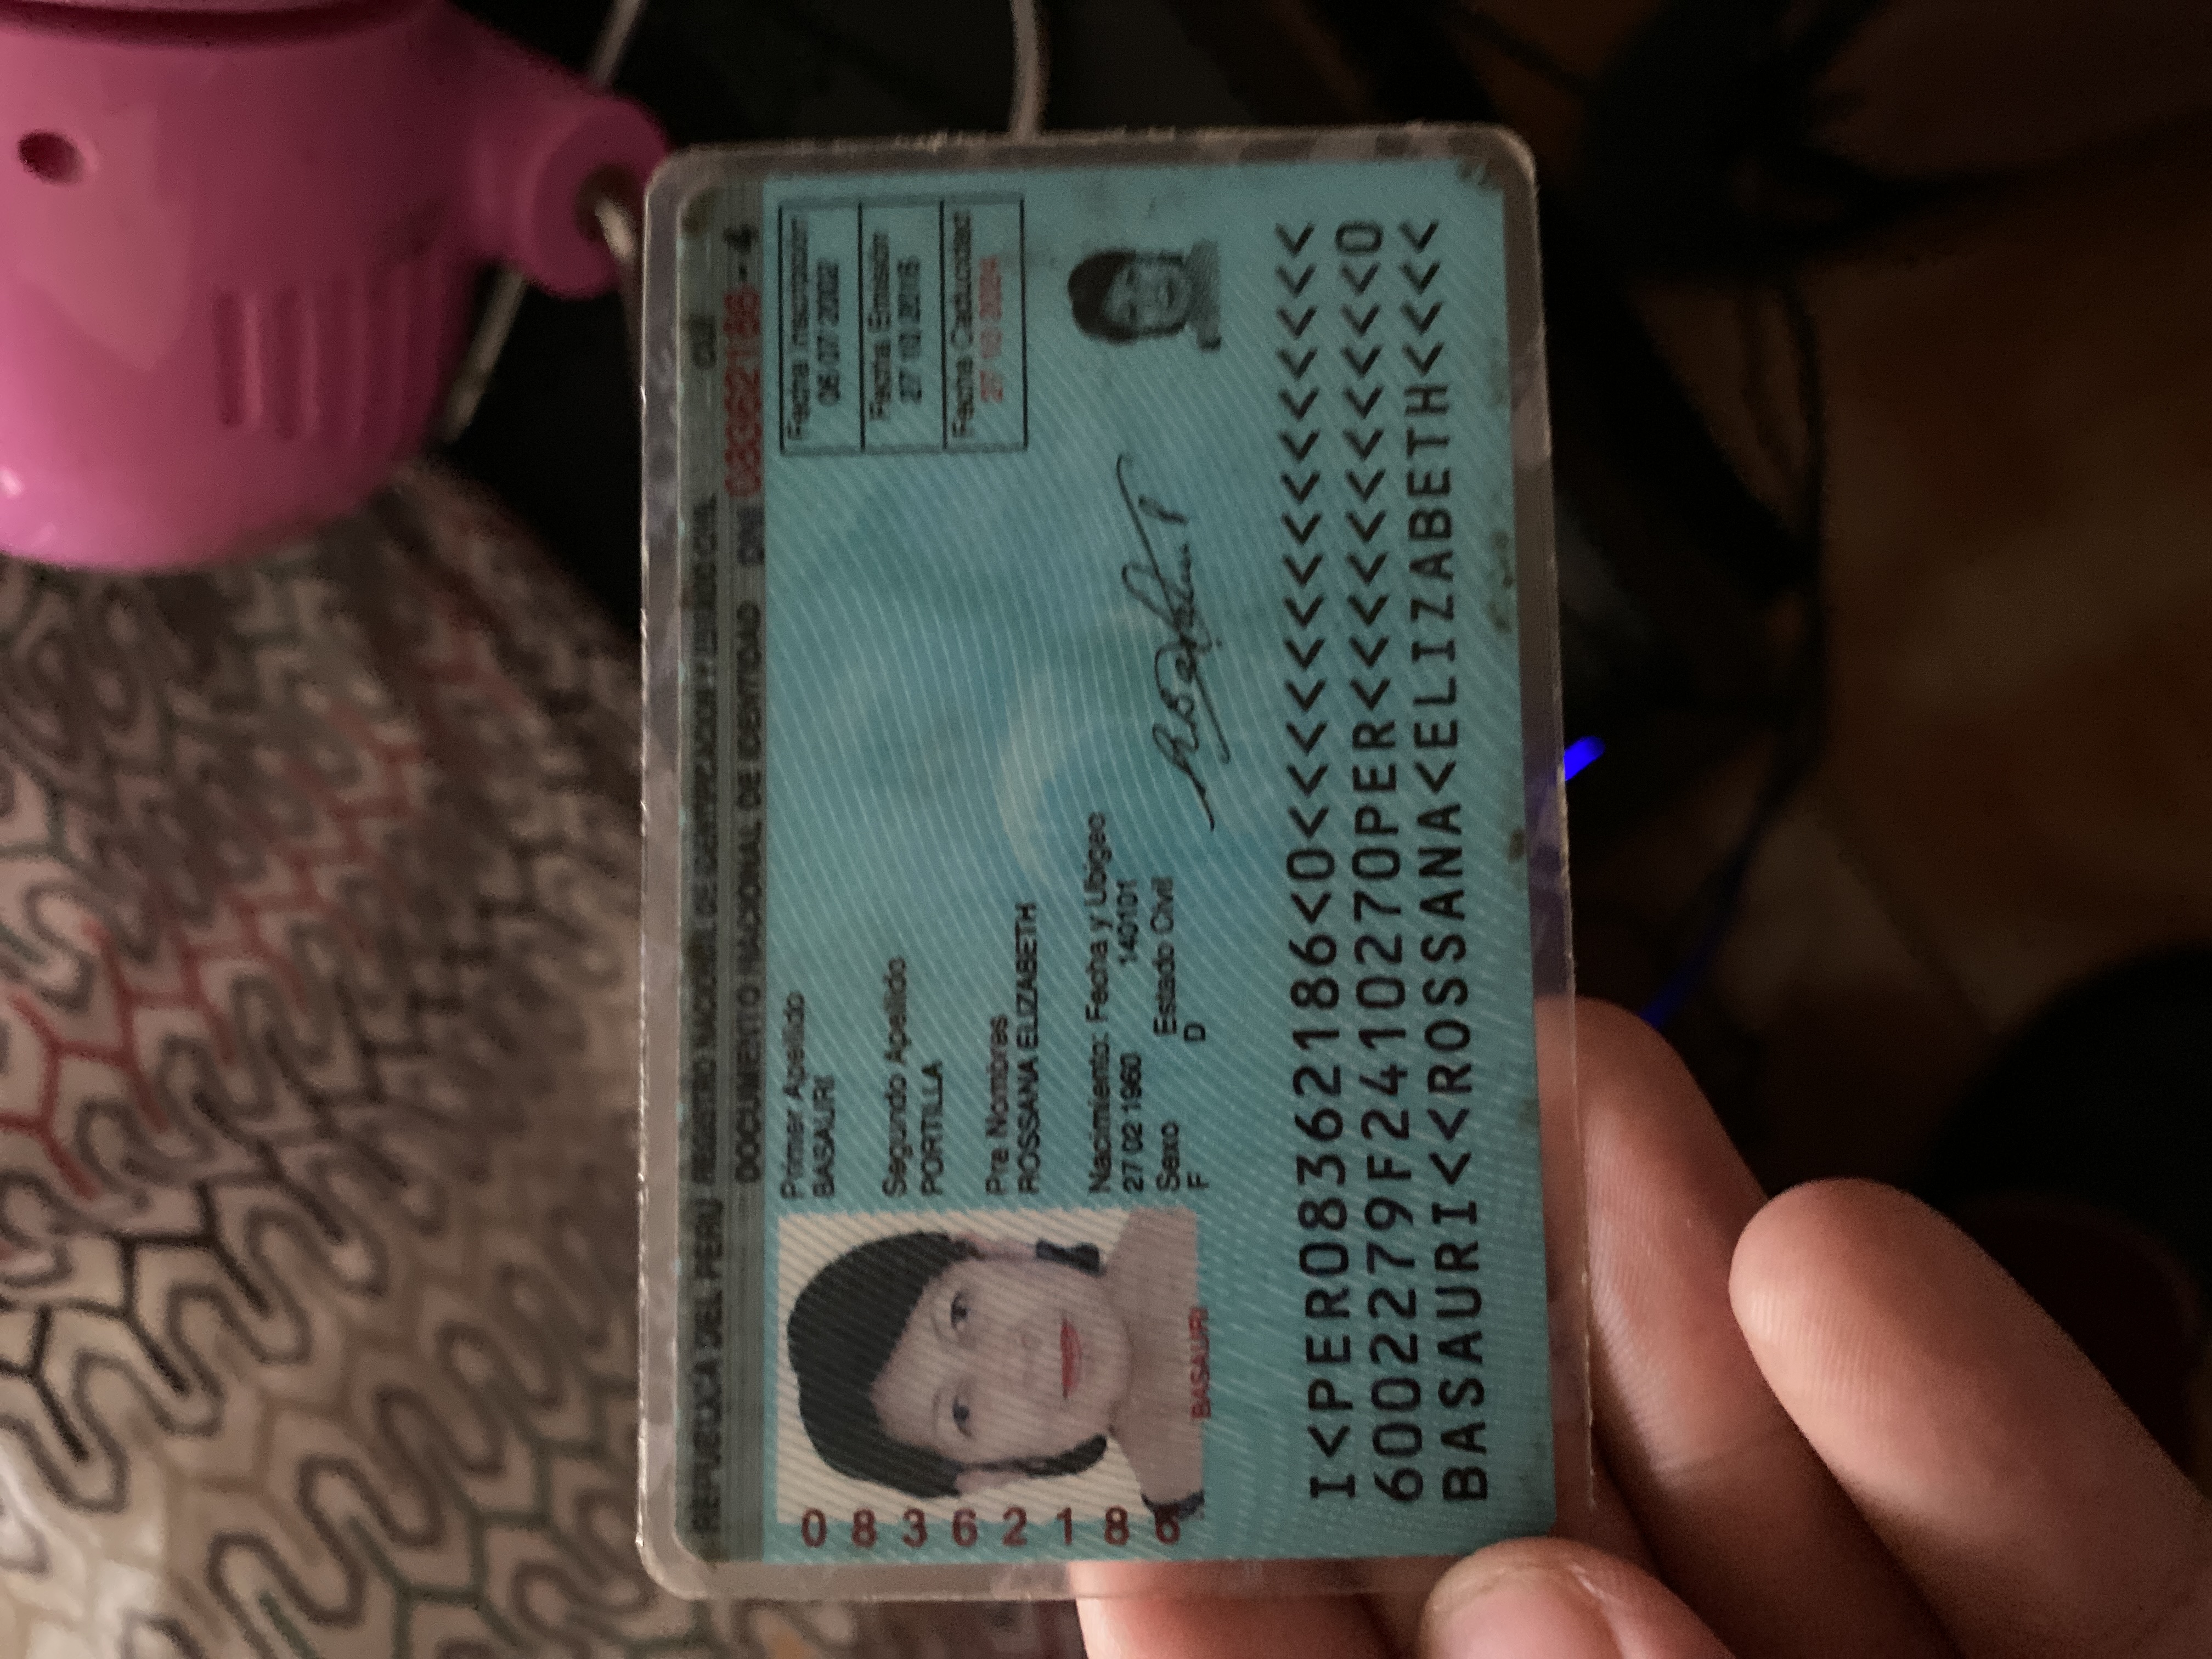 REPUBLICA DEL PERU REGISTRO NACIONAL DE IDENTIFICACION Y ESTADO CIVIL CUI
DOCUMENTO NACIONAL DE IDENTIDAD DNI 08362186-4
08362186
BASAURI
Primer Apellido
BASAURI
Segundo Apellido
PORTILLA
Pre Nombres
ROSSANA ELIZABETH
Nacimiento: Fecha y Ubigeo
27 02 1960 140101
Sexo Estado Civil
F D
Fecha Inscripción
06 07 2002
Fecha Emisión
27 10 2016
Fecha Caducidad
27 10 2024
I<PER08362186<0<<<<<<<<<<<<<<<
6002279F2410270PER<<<<<<<<<<<0
BASAURI<<ROSSANA<ELIZABETH<<<<